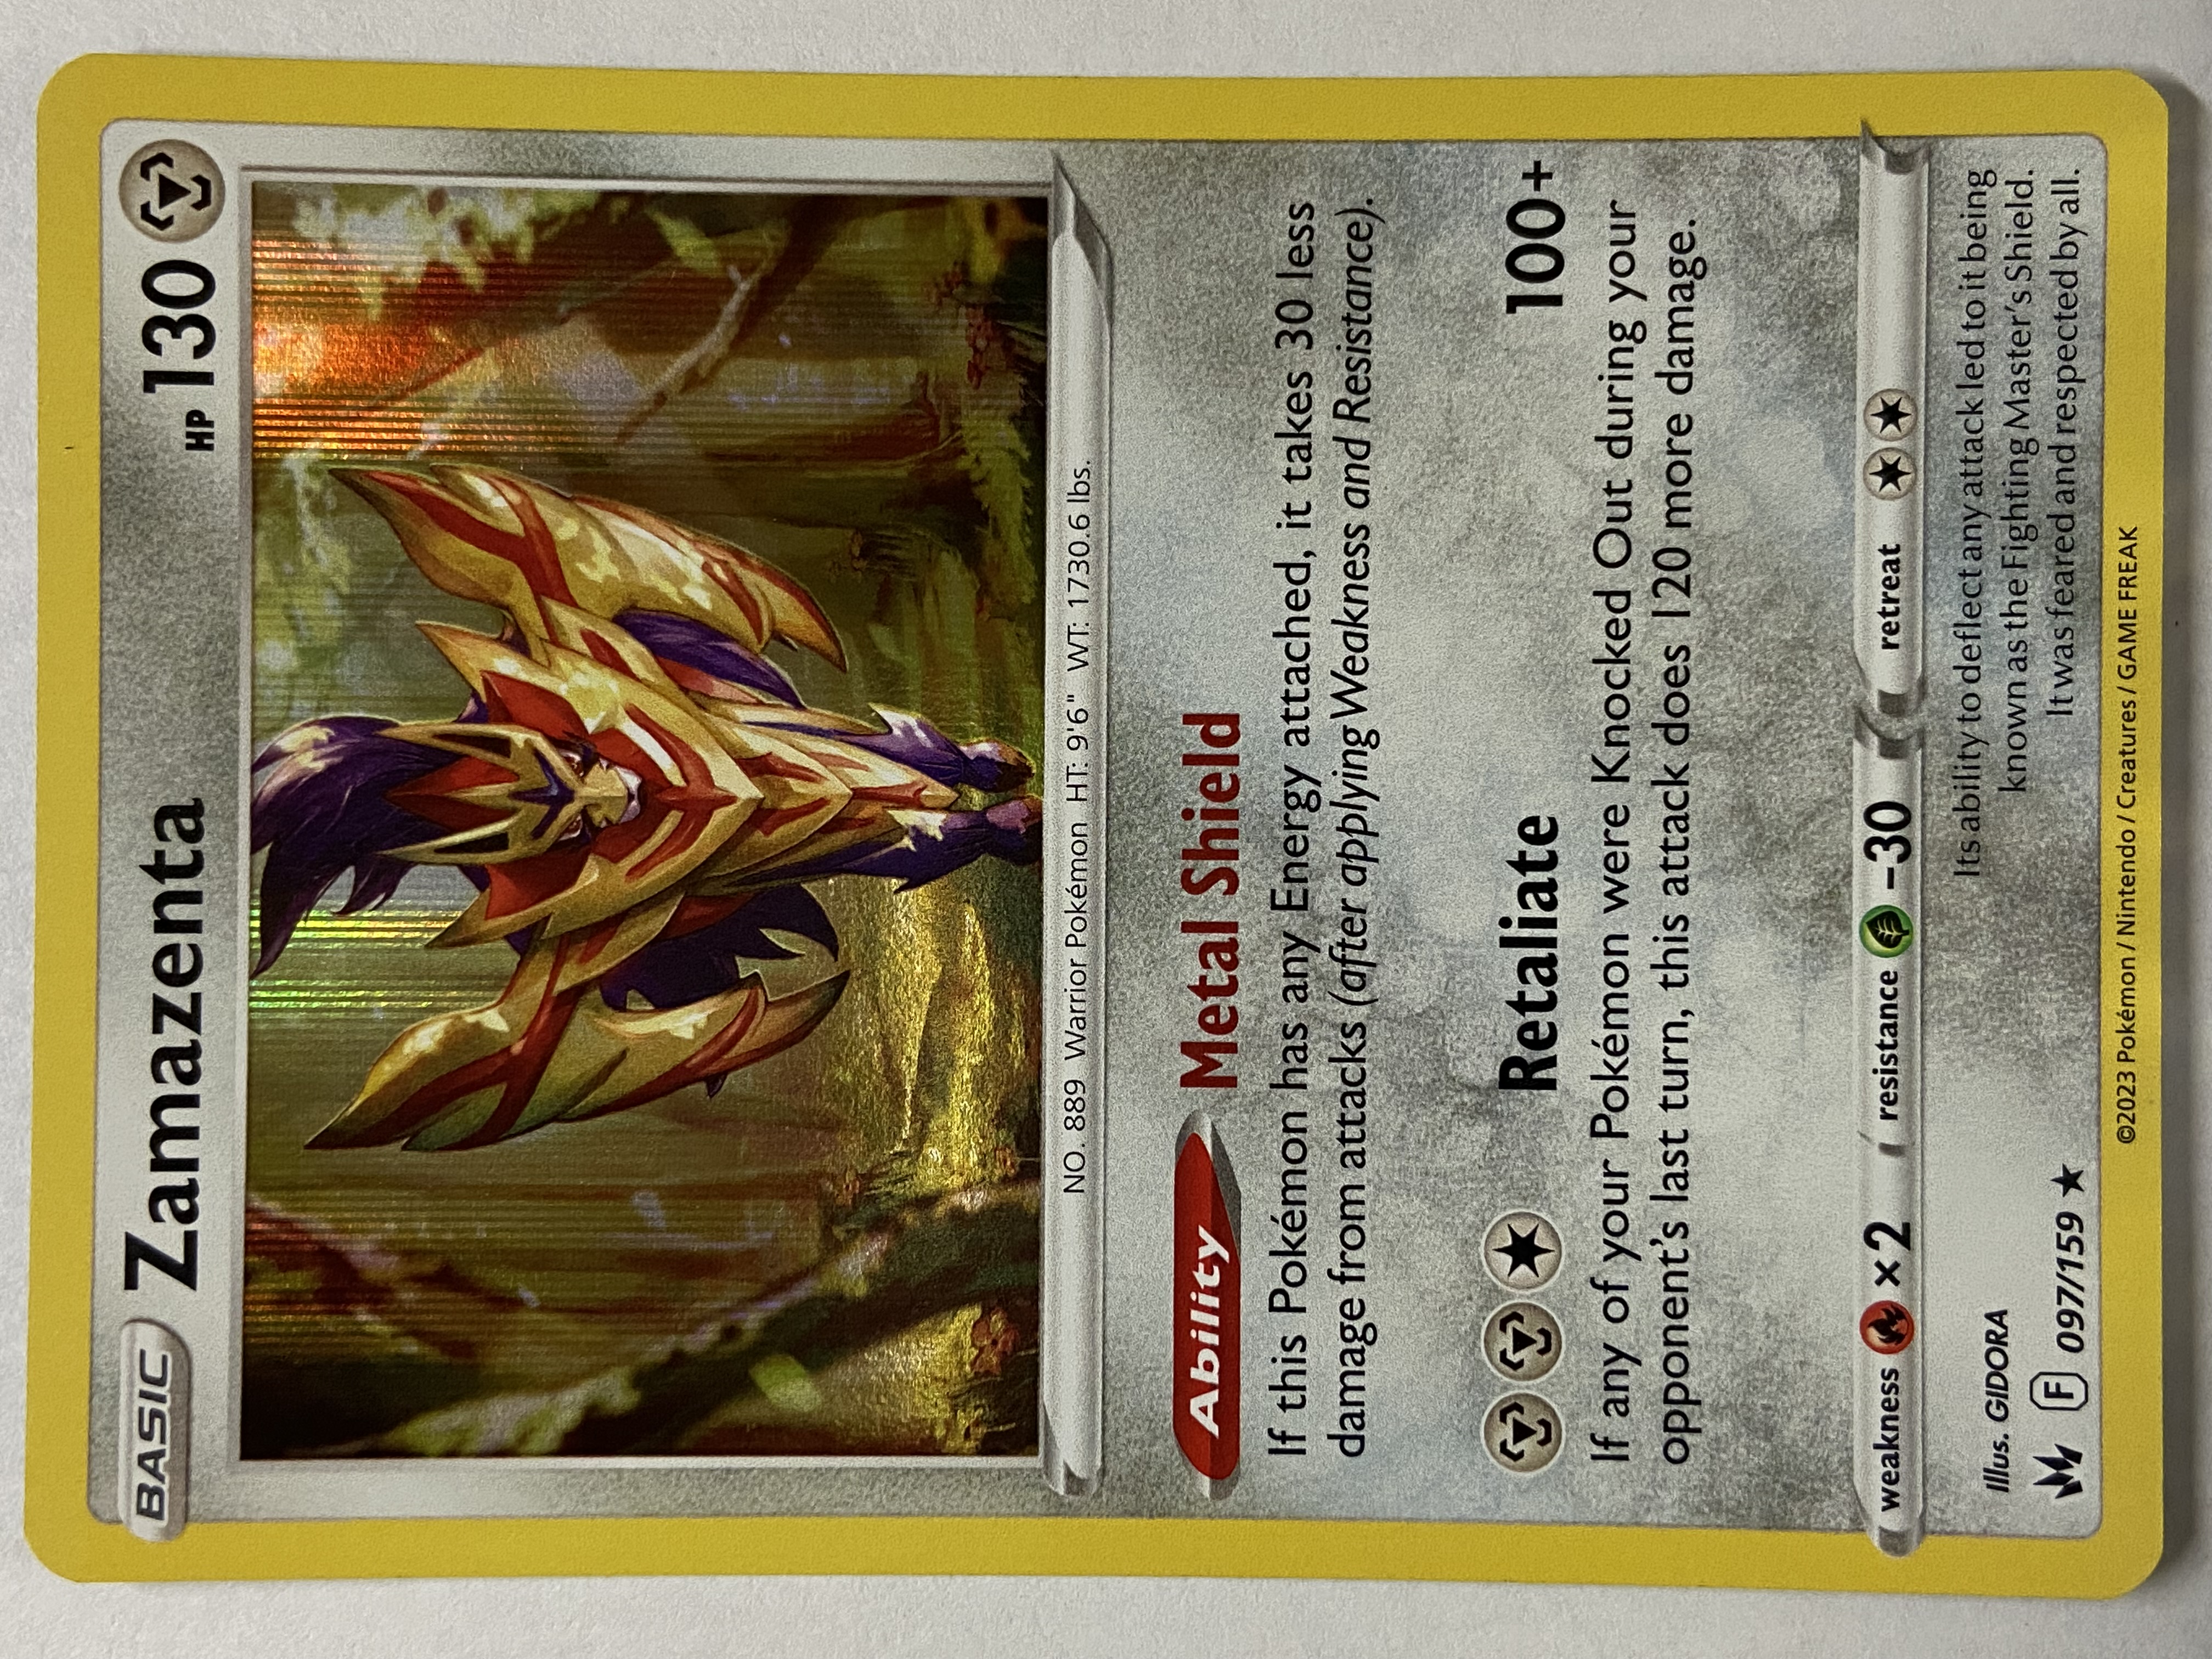 BASIC Zamazenta HP 130
NO. 889 Warrior Pokémon HT: 9'6" WT: 1730.6 lbs.
Ability Metal Shield
If this Pokémon has any Energy attached, it takes 30 less
damage from attacks (after applying Weakness and Resistance).
Retaliate 100+
If any of your Pokémon were Knocked Out during your
opponent's last turn, this attack does 120 more damage.
weakness ×2 resistance -30 retreat
Its ability to deflect any attack led to it being
known as the Fighting Master's Shield.
It was feared and respected by all.
Illus. GIDORA
F 097/159 ★
©2023 Pokémon / Nintendo / Creatures / GAME FREAK